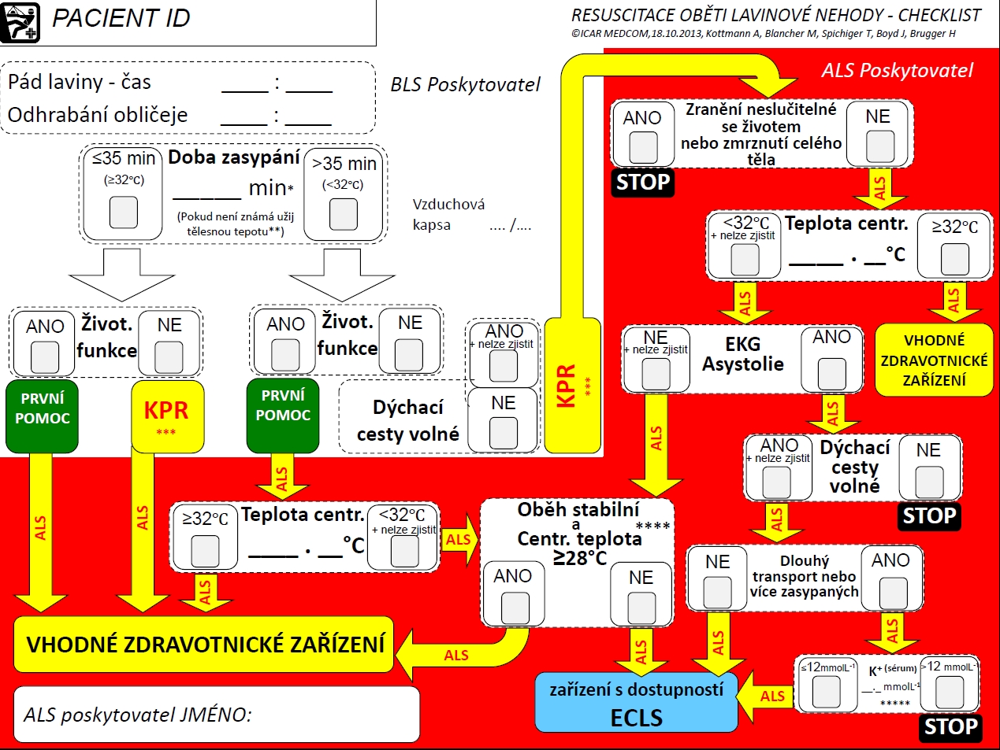 PACIENT ID
RESUSCITACE OBĚTI LAVINOVÉ NEHODY - CHECKLIST
©ICAR MEDCOM,18.10.2013, Kottmann A, Blancher M, Spichiger T, Boyd J, Brugger H
Pád laviny - čas ____ : ____
Odhrabání obličeje ____ : ____
BLS Poskytovatel
≤35 min
(≥32°C)
Doba zasypání
______ min*
(Pokud není známá užij
tělesnou tepotu**)
>35 min
(<32°C)
Vzduchová
kapsa .... /....
ANO
Život.
funkce
NE
PRVNÍ
POMOC
KPR
***
ANO
Život.
funkce
NE
PRVNÍ
POMOC
Dýchací
cesty volné
ANO
+ nelze zjistit
NE
KPR
***
ALS Poskytovatel
ANO
Zranění neslučitelné
se životem
nebo zmrznutí celého
těla
NE
STOP
ALS
<32°C
+ nelze zjistit
Teplota centr.
____ . __°C
≥32°C
ALS
ALS
VHODNÉ
ZDRAVOTNICKÉ
ZAŘÍZENÍ
NE
+ nelze zjistit
EKG
Asystolie
ANO
ALS
ALS
ANO
+ nelze zjistit
Dýchací
cesty
volné
NE
STOP
ALS
NE
Dlouhý
transport nebo
více zasypaných
ANO
ALS
ALS
≤12mmolL-1
K+ (sérum)
__._ mmolL-1
*****
>12 mmolL-1
STOP
ALS
ALS
ALS
ALS
≥32°C
Teplota centr.
____ . __°C
<32°C
+ nelze zjistit
ALS
ALS
Oběh stabilní
a ****
Centr. teplota
≥28°C
ANO
NE
ALS
ALS
VHODNÉ ZDRAVOTNICKÉ ZAŘÍZENÍ
zařízení s dostupností
ECLS
ALS poskytovatel JMÉNO: